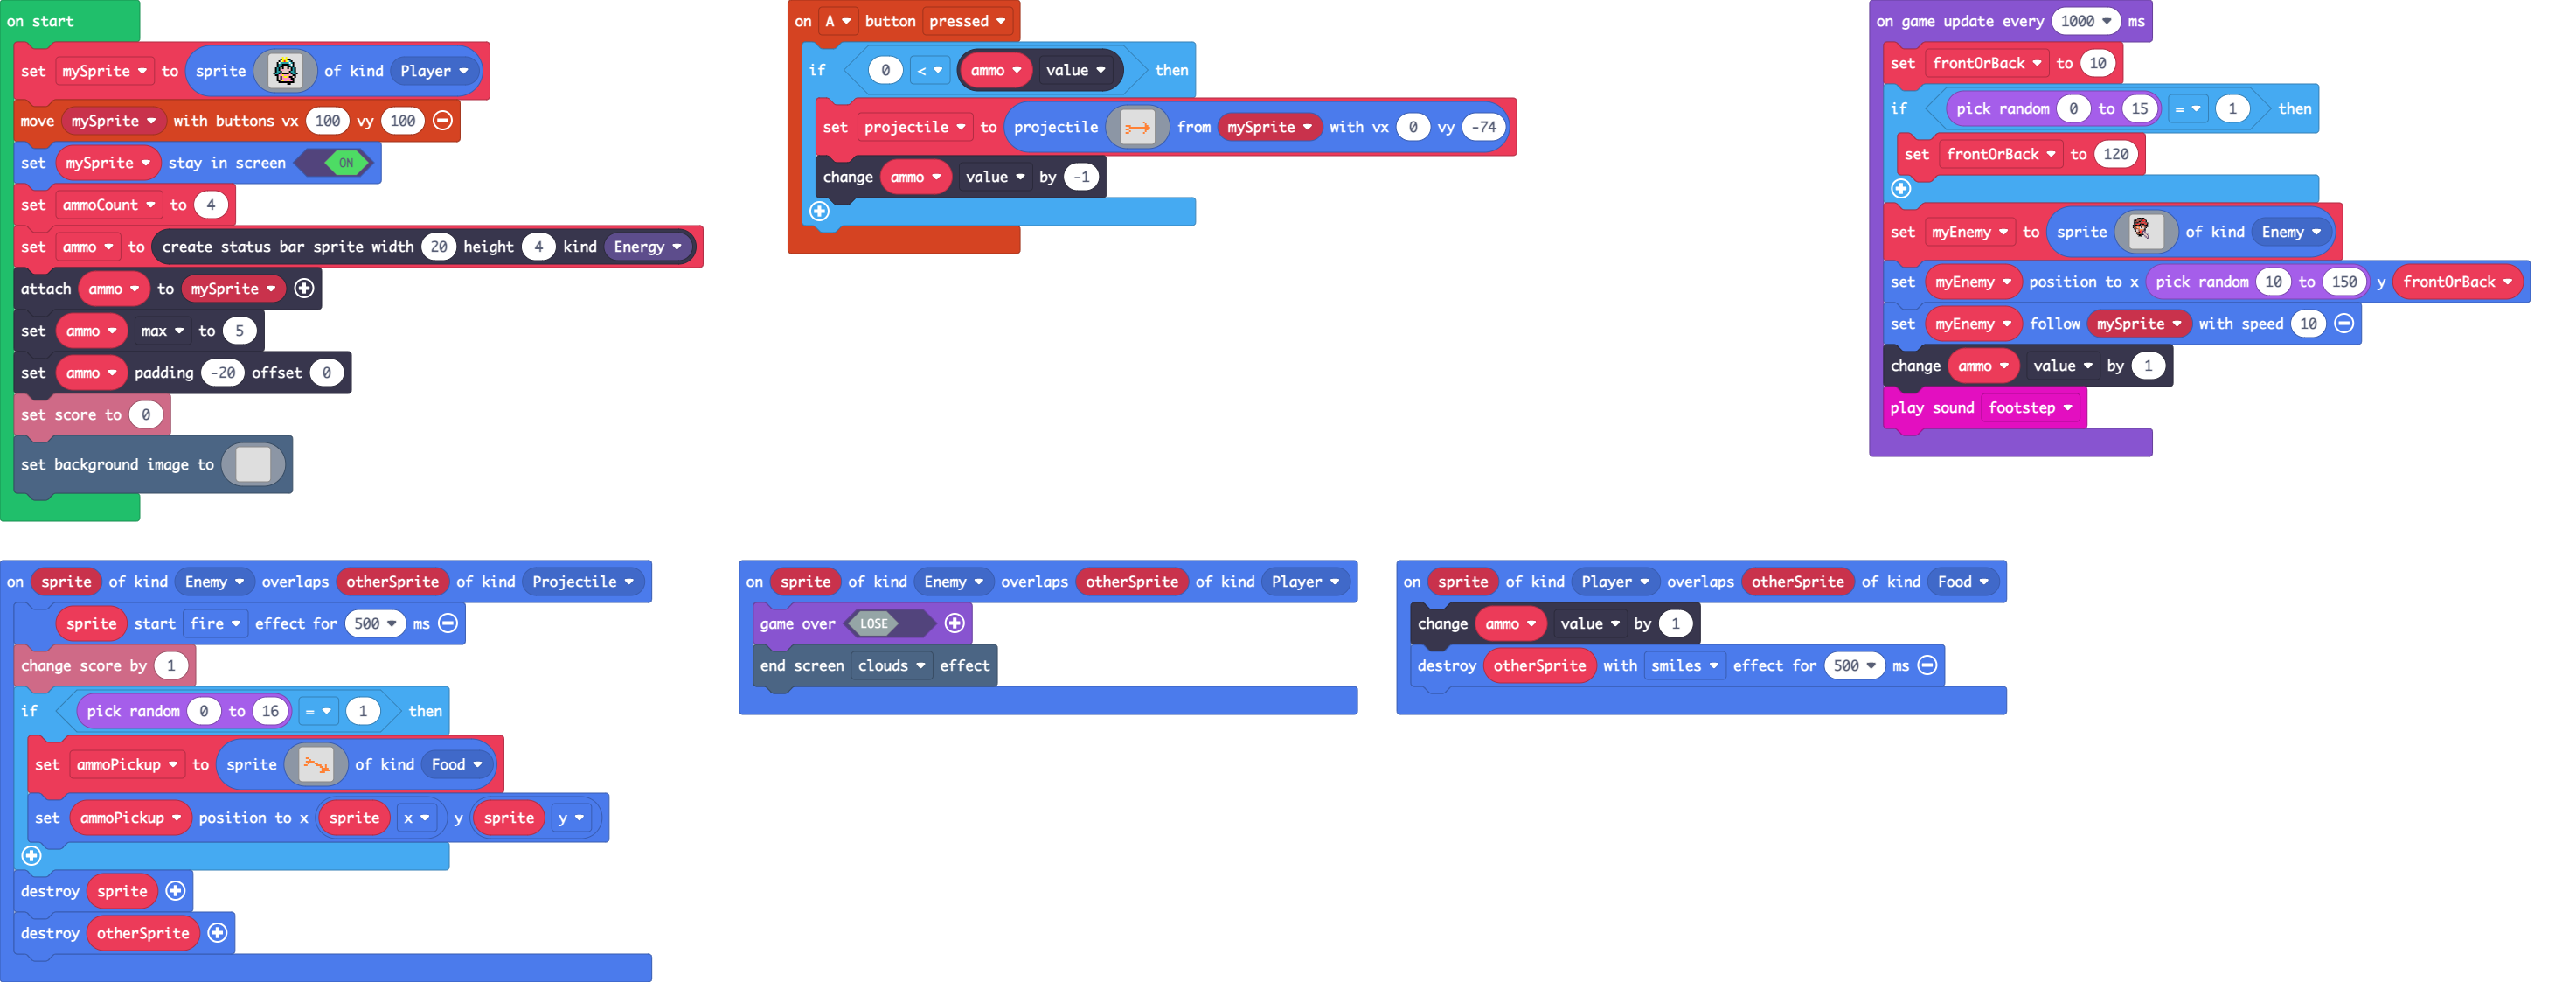 on start
set mySprite to sprite of kind Player
move mySprite with buttons vx 100 vy 100
set mySprite stay in screen ON
set ammoCount to 4
set ammo to create status bar sprite width 20 height 4 kind Energy
attach ammo to mySprite
set ammo max to 5
set ammo padding -20 offset 0
set score to 0
set background image to
on A button pressed
if 0 < ammo value then
set projectile to projectile from mySprite with vx 0 vy -74
change ammo value by -1
on game update every 1000 ms
set frontOrBack to 10
if pick random 0 to 15 = 1 then
set frontOrBack to 120
set myEnemy to sprite of kind Enemy
set myEnemy position to x pick random 10 to 150 y frontOrBack
set myEnemy follow mySprite with speed 10
change ammo value by 1
play sound footstep
on sprite of kind Enemy overlaps otherSprite of kind Projectile
sprite start fire effect for 500 ms
change score by 1
if pick random 0 to 16 = 1 then
set ammoPickup to sprite of kind Food
set ammoPickup position to x sprite x y sprite y
destroy sprite
destroy otherSprite
on sprite of kind Enemy overlaps otherSprite of kind Player
game over LOSE
end screen clouds effect
on sprite of kind Player overlaps otherSprite of kind Food
change ammo value by 1
destroy otherSprite with smiles effect for 500 ms